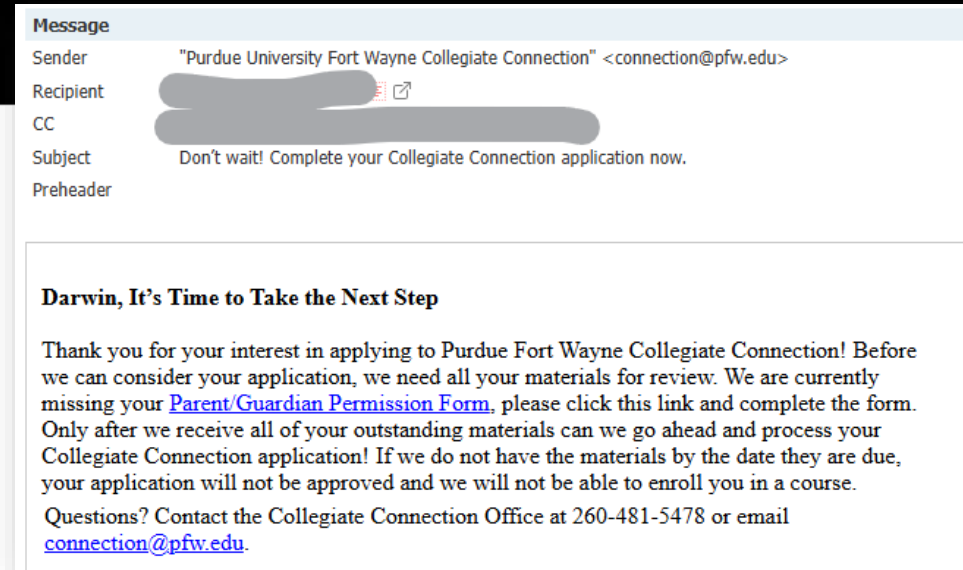 Message
Sender "Purdue University Fort Wayne Collegiate Connection" <connection@pfw.edu>
Recipient
CC
Subject Don't wait! Complete your Collegiate Connection application now.
Preheader
Darwin, It's Time to Take the Next Step
Thank you for your interest in applying to Purdue Fort Wayne Collegiate Connection! Before
we can consider your application, we need all your materials for review. We are currently
missing your Parent/Guardian Permission Form, please click this link and complete the form.
Only after we receive all of your outstanding materials can we go ahead and process your
Collegiate Connection application! If we do not have the materials by the date they are due,
your application will not be approved and we will not be able to enroll you in a course.
Questions? Contact the Collegiate Connection Office at 260-481-5478 or email
connection@pfw.edu.